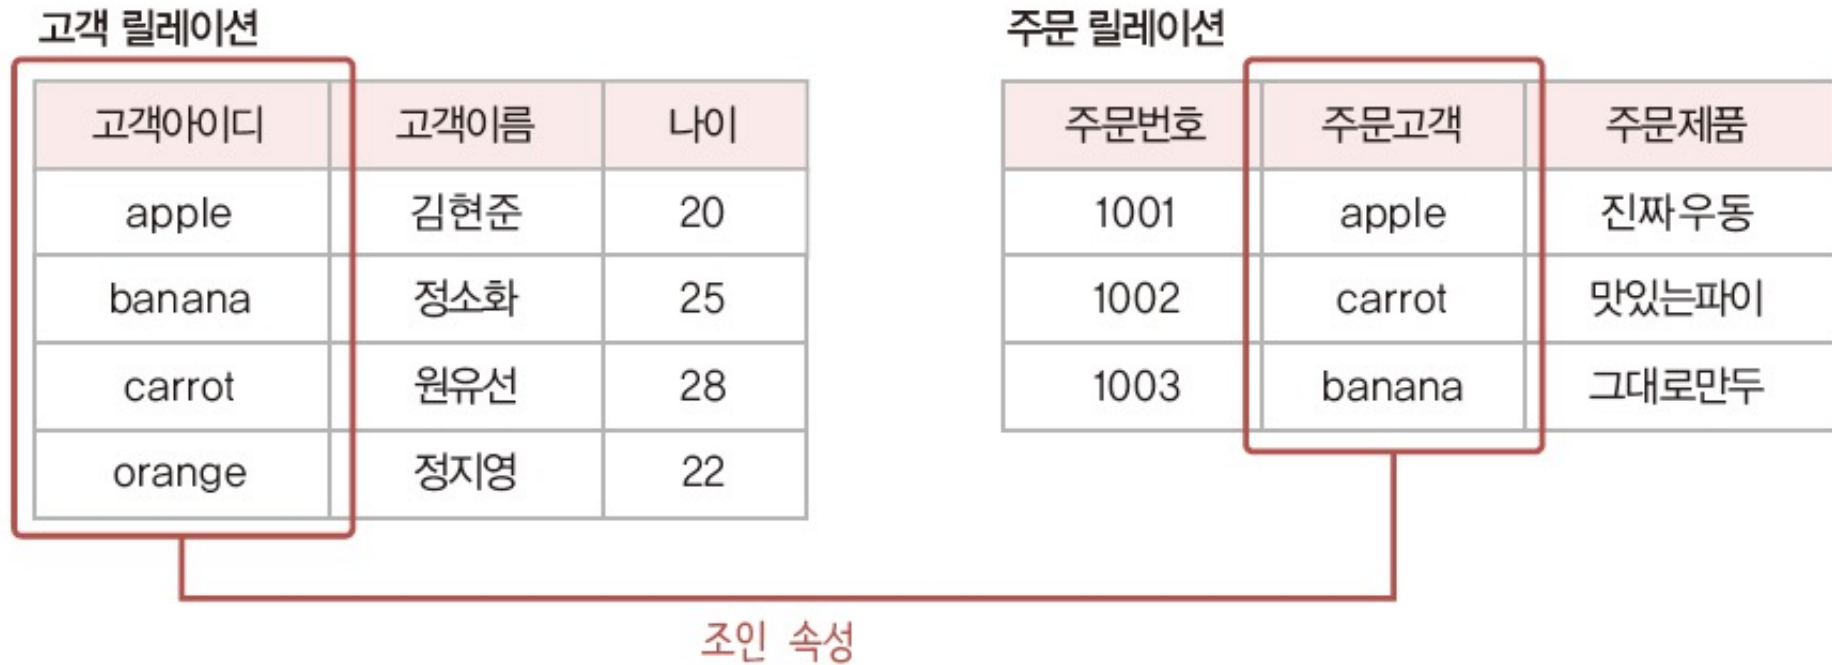 고객 릴레이션
고객아이디 고객이름 나이
apple 김현준 20
banana 정소화 25
carrot 원유선 28
orange 정지영 22
주문 릴레이션
주문번호 주문고객 주문제품
1001 apple 진짜우동
1002 carrot 맛있는파이
1003 banana 그대로만두
조인 속성